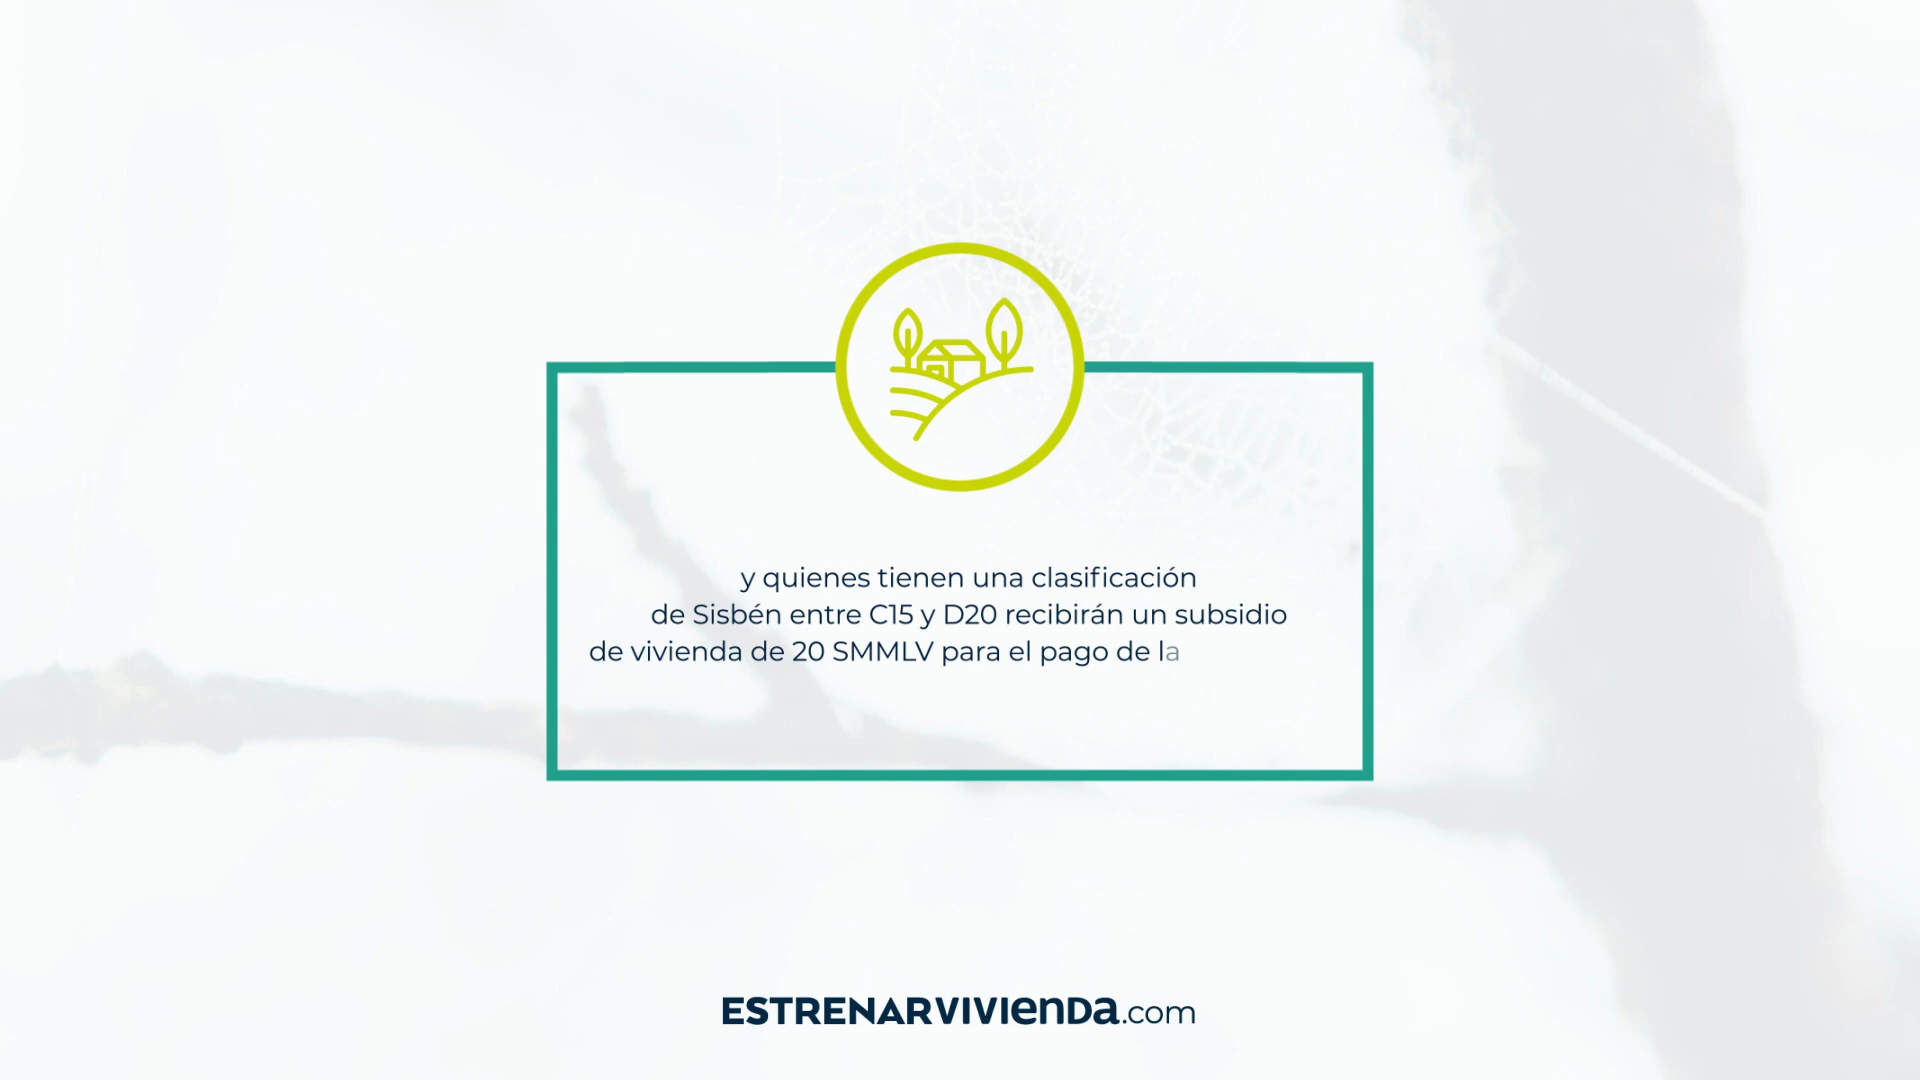 y quienes tienen una clasificación
de Sisbén entre C15 y D20 recibirán un subsidio
de vivienda de 20 SMMLV para el pago de la
ESTRENARVIVIENDA.com